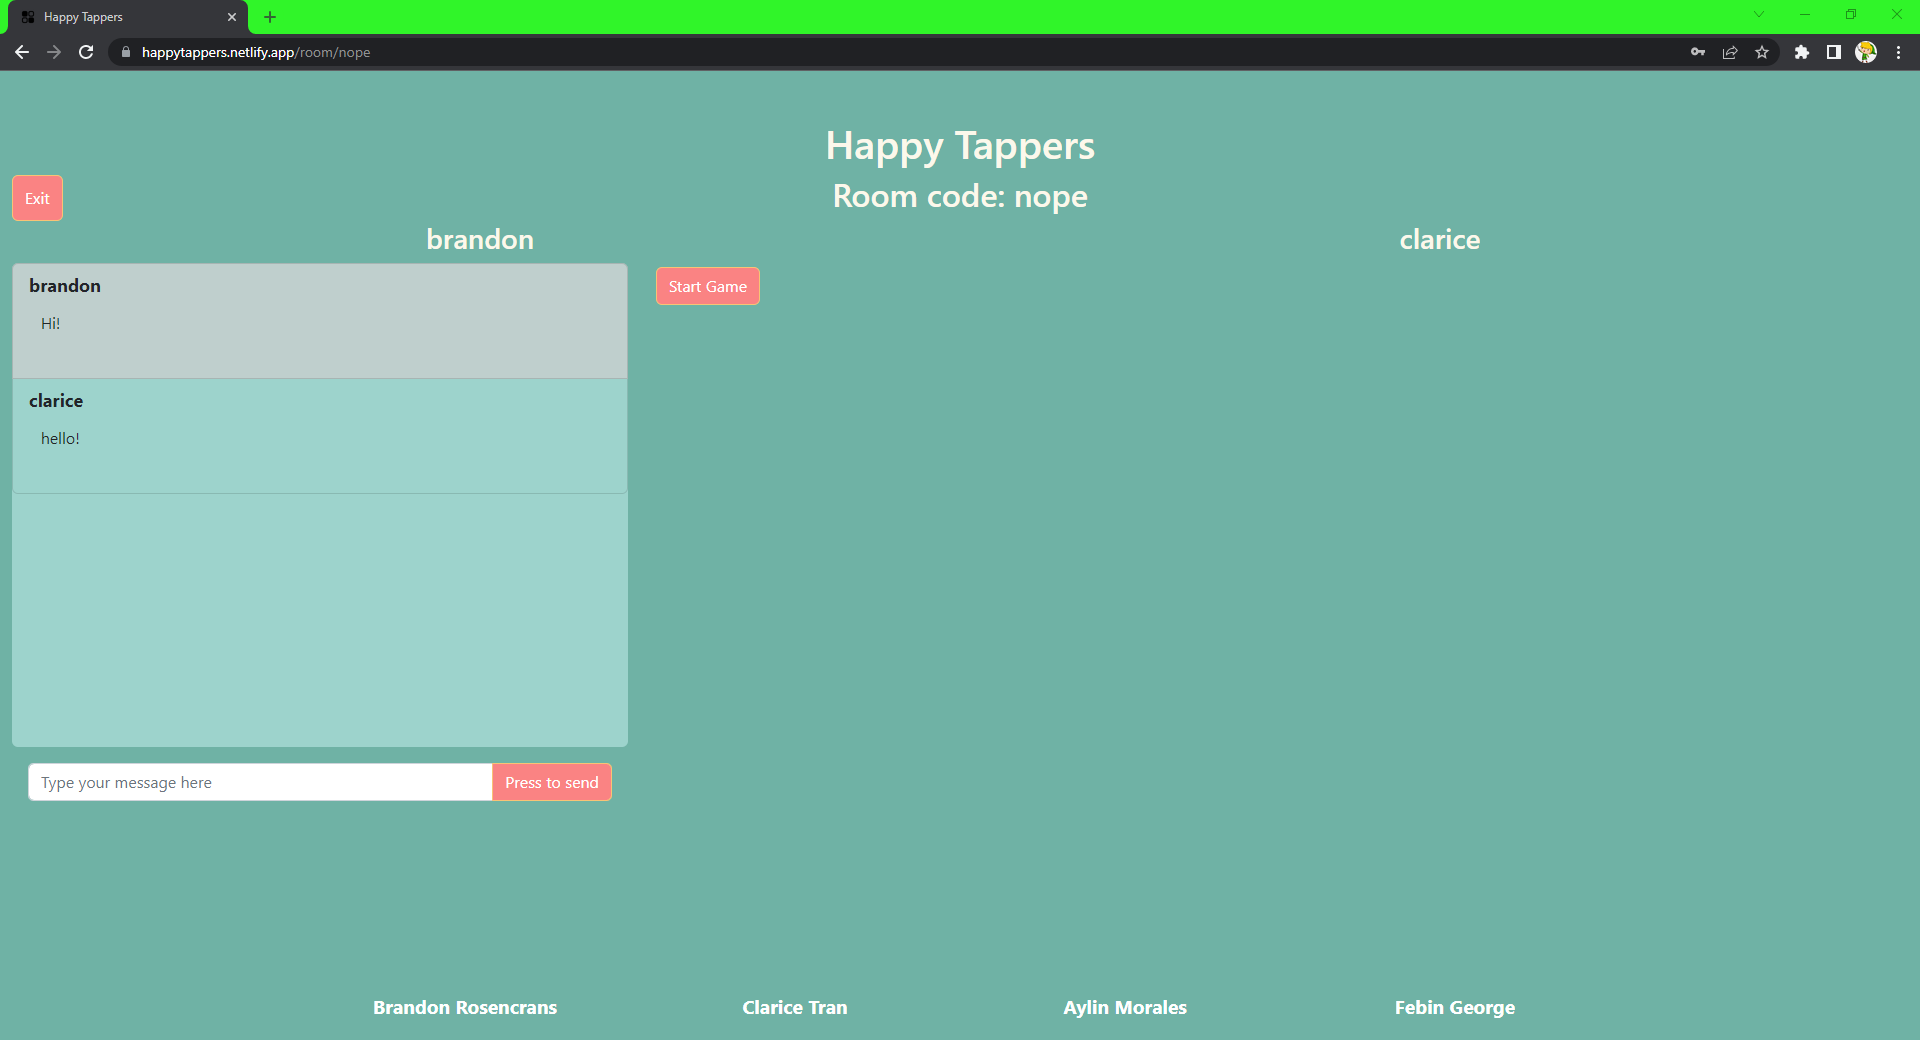 Happy Tappers
happytappers.netlify.app/room/nope
Happy Tappers
Exit
Room code: nope
brandon
clarice
brandon
Hi!
clarice
hello!
Start Game
Type your message here
Press to send
Brandon Rosencrans
Clarice Tran
Aylin Morales
Febin George